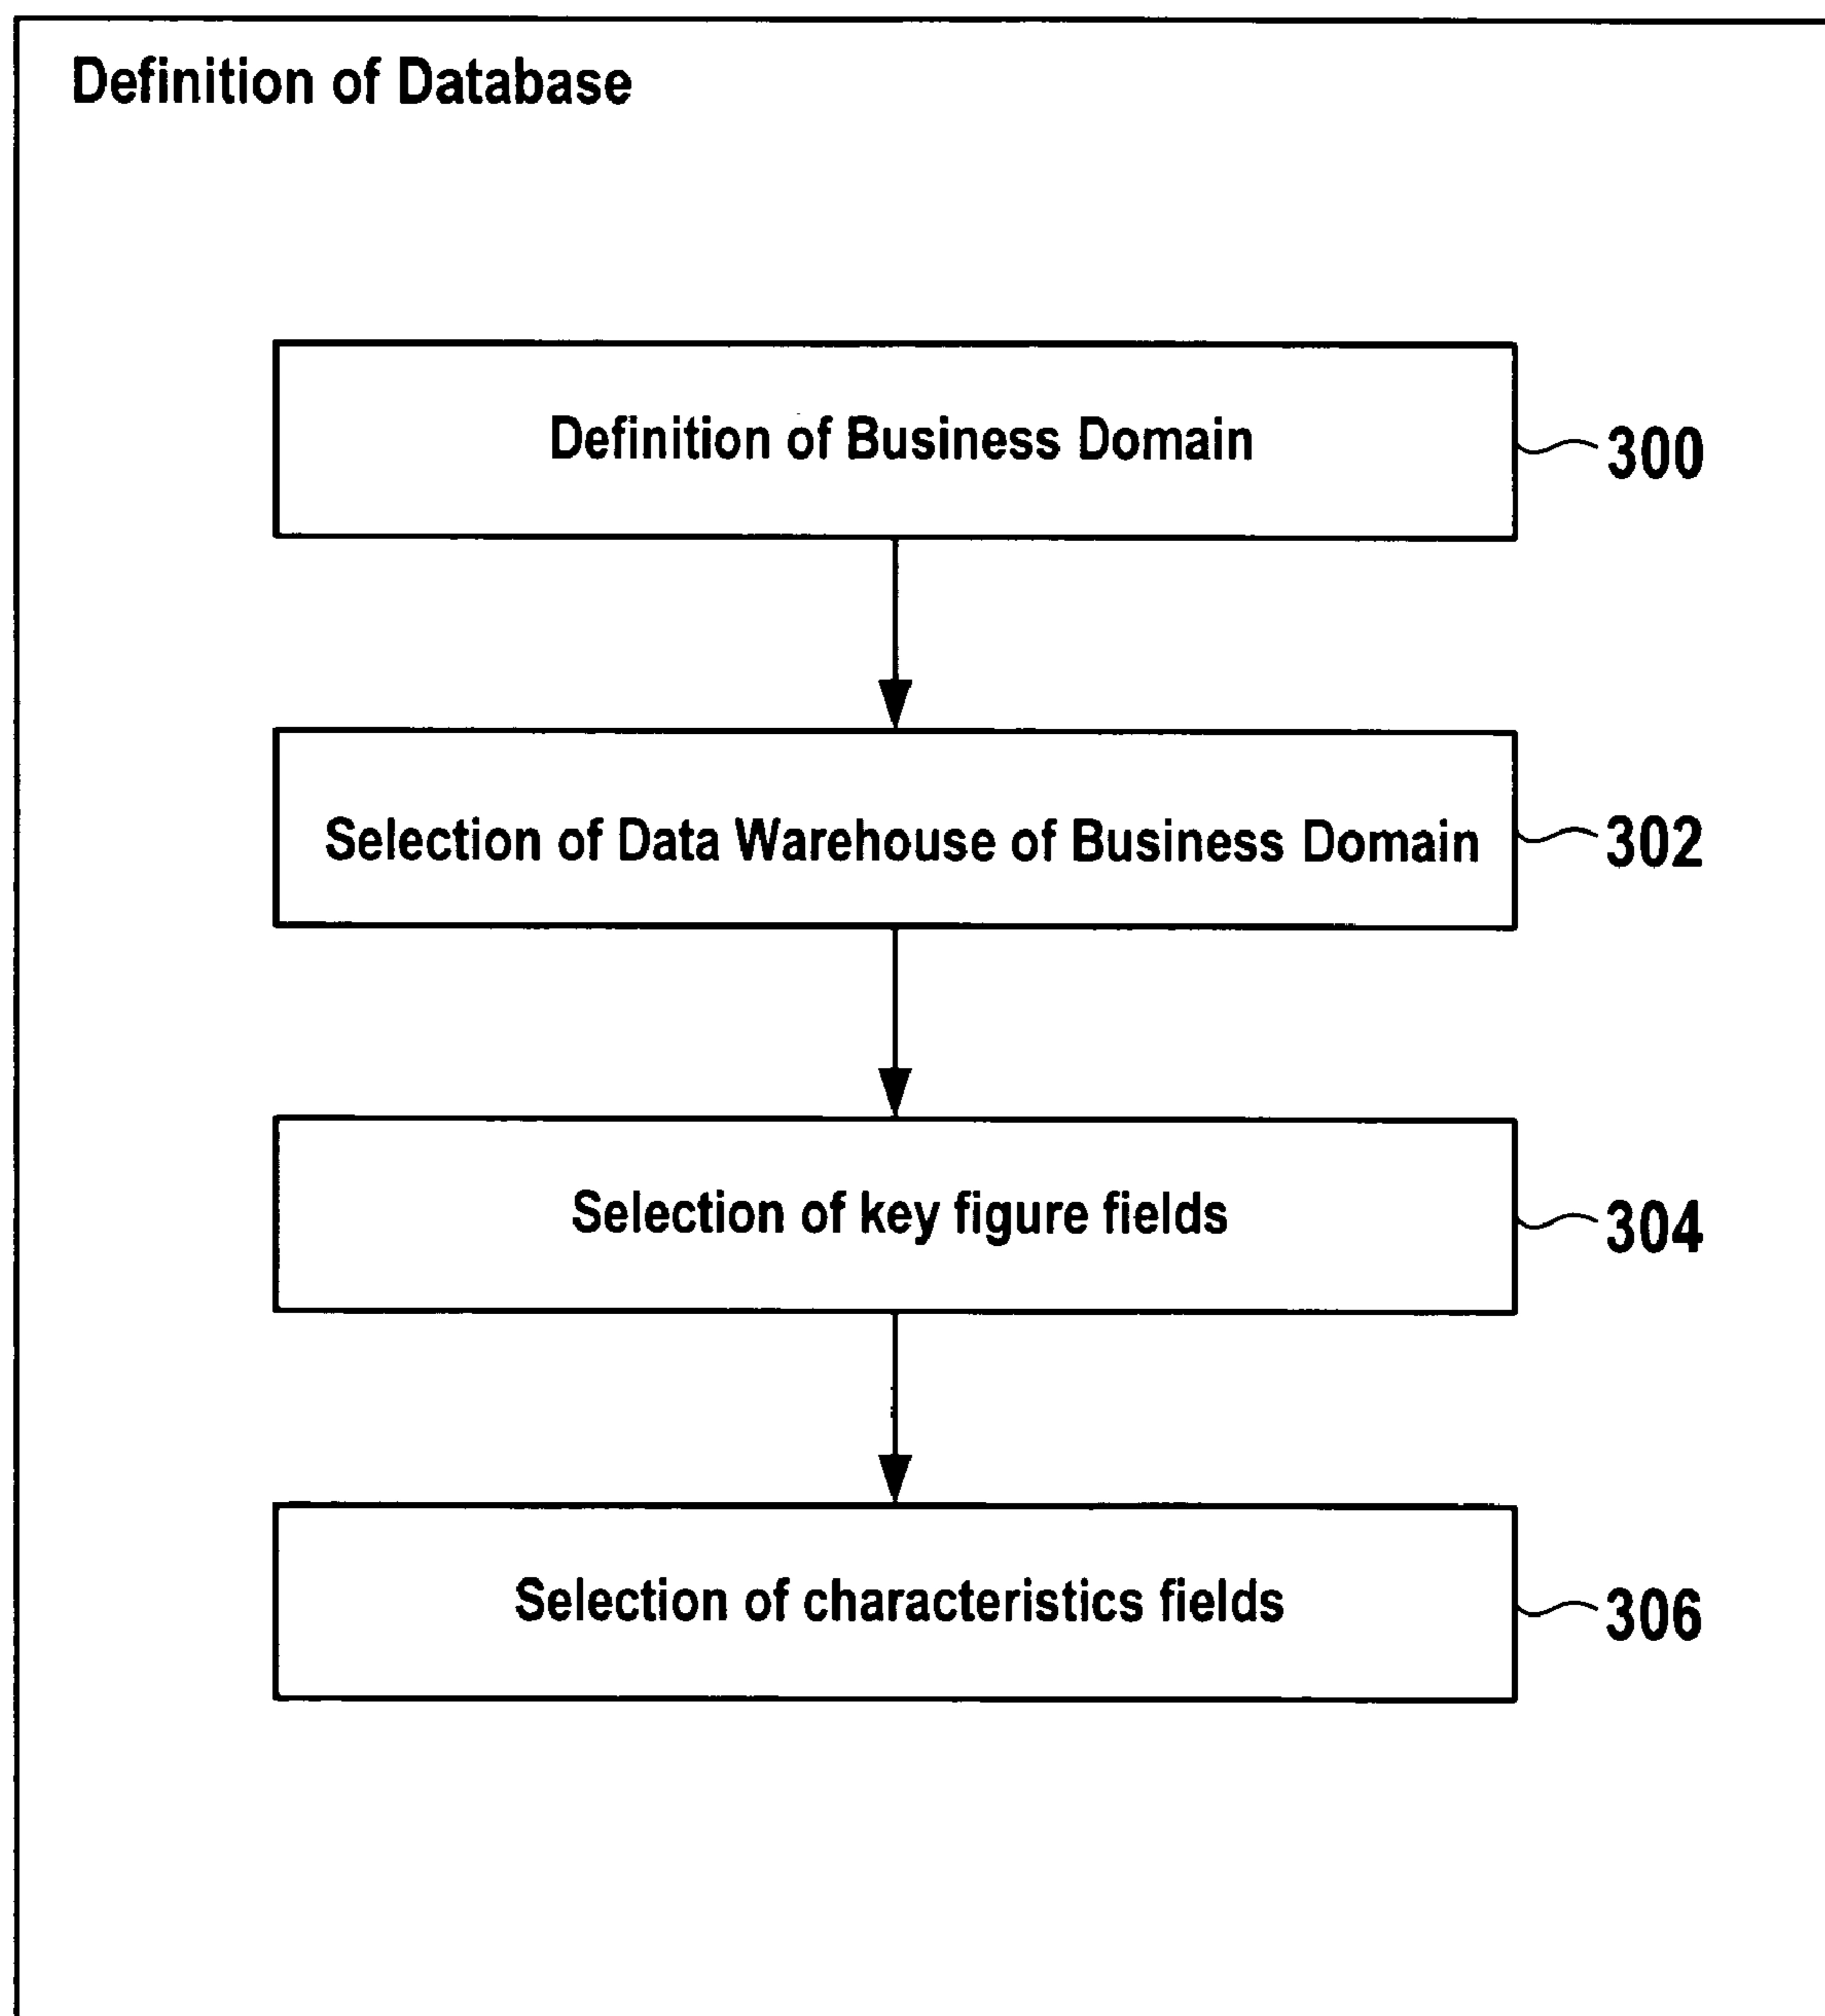 Definition of Database
Definition of Business Domain
300
Selection of Data Warehouse of Business Domain
302
Selection of key figure fields
304
Selection of characteristics fields
306